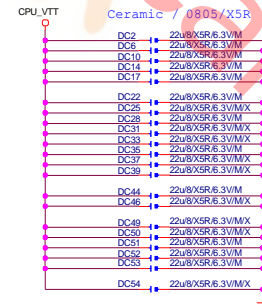 CPU_VTT
Ceramic / 0805/X5R
DC2 22u/8/X5R/6.3V/M
DC6 22u/8/X5R/6.3V/M
DC10 22u/8/X5R/6.3V/M
DC14 22u/8/X5R/6.3V/M
DC17 22u/8/X5R/6.3V/M
DC22 22u/8/X5R/6.3V/M
DC25 22u/8/X5R/6.3V/M/X
DC28 22u/8/X5R/6.3V/M
DC31 22u/8/X5R/6.3V/M/X
DC33 22u/8/X5R/6.3V/M/X
DC35 22u/8/X5R/6.3V/M
DC37 22u/8/X5R/6.3V/M/X
DC39 22u/8/X5R/6.3V/M/X
DC44 22u/8/X5R/6.3V/M
DC46 22u/8/X5R/6.3V/M/X
DC49 22u/8/X5R/6.3V/M/X
DC50 22u/8/X5R/6.3V/M/X
DC51 22u/8/X5R/6.3V/M
DC52 22u/8/X5R/6.3V/M
DC53 22u/8/X5R/6.3V/M
DC54 22u/8/X5R/6.3V/M/X